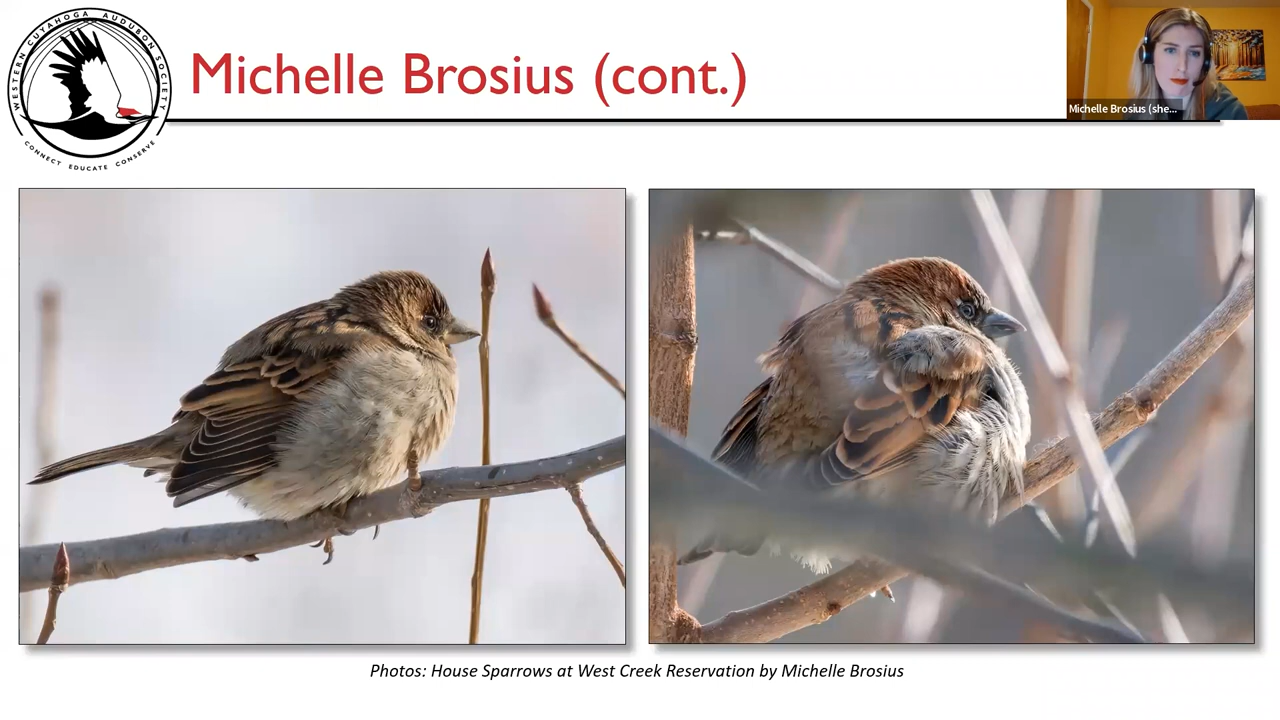 WESTERN CUYAHOGA AUDUBON SOCIETY
CONNECT EDUCATE CONSERVE
Michelle Brosius (cont.)
Michelle Brosius (she...
Photos: House Sparrows at West Creek Reservation by Michelle Brosius